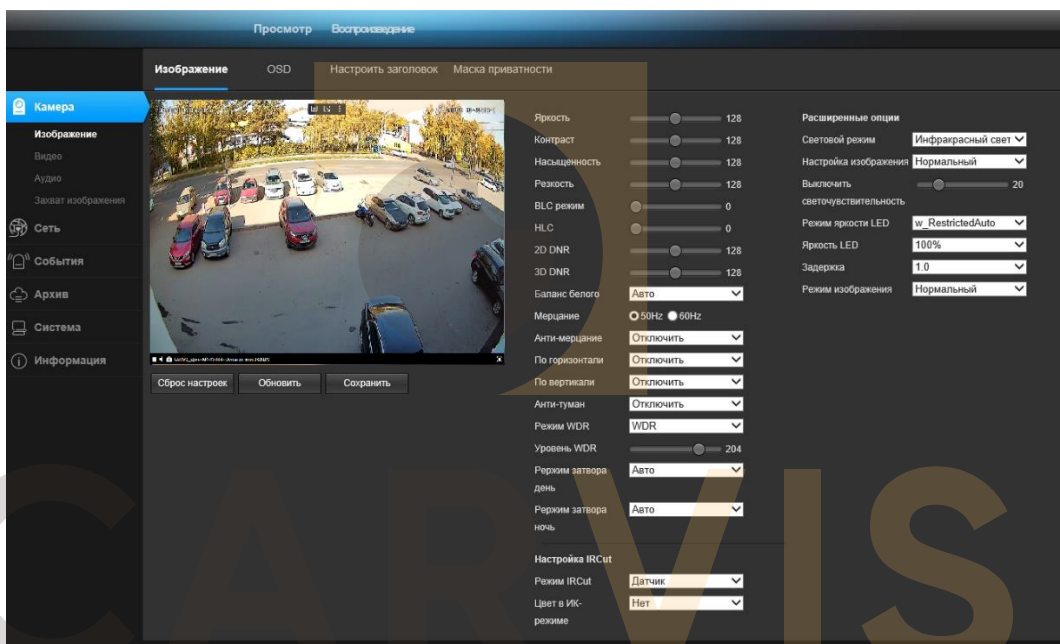 Просмотр Воспроизведение
Изображение OSD Настроить заголовок Маска приватности
Камера
Изображение
Видео
Аудио
Захват изображения
Сеть
События
Архив
Система
Информация
Сброс настроек Обновить Сохранить
Яркость 128
Контраст 128
Насыщенность 128
Резкость 128
BLC режим 0
HLC 0
2D DNR 128
3D DNR 128
Баланс белого Авто
Мерцание 50Hz 60Hz
Анти-мерцание Отключить
По горизонтали Отключить
По вертикали Отключить
Анти-туман Отключить
Режим WDR WDR
Уровень WDR 204
Рержим затвора Авто
день
Рержим затвора Авто
ночь
Настройка IRCut
Режим IRCut Датчик
Цвет в ИК- Нет
режиме
Расширенные опции
Световой режим Инфракрасный свет
Настройка изображения Нормальный
Выключить 20
светочувствительность
Режим яркости LED w_RestrictedAuto
Яркость LED 100%
Задержка 1.0
Режим изображения Нормальный
CARVIS